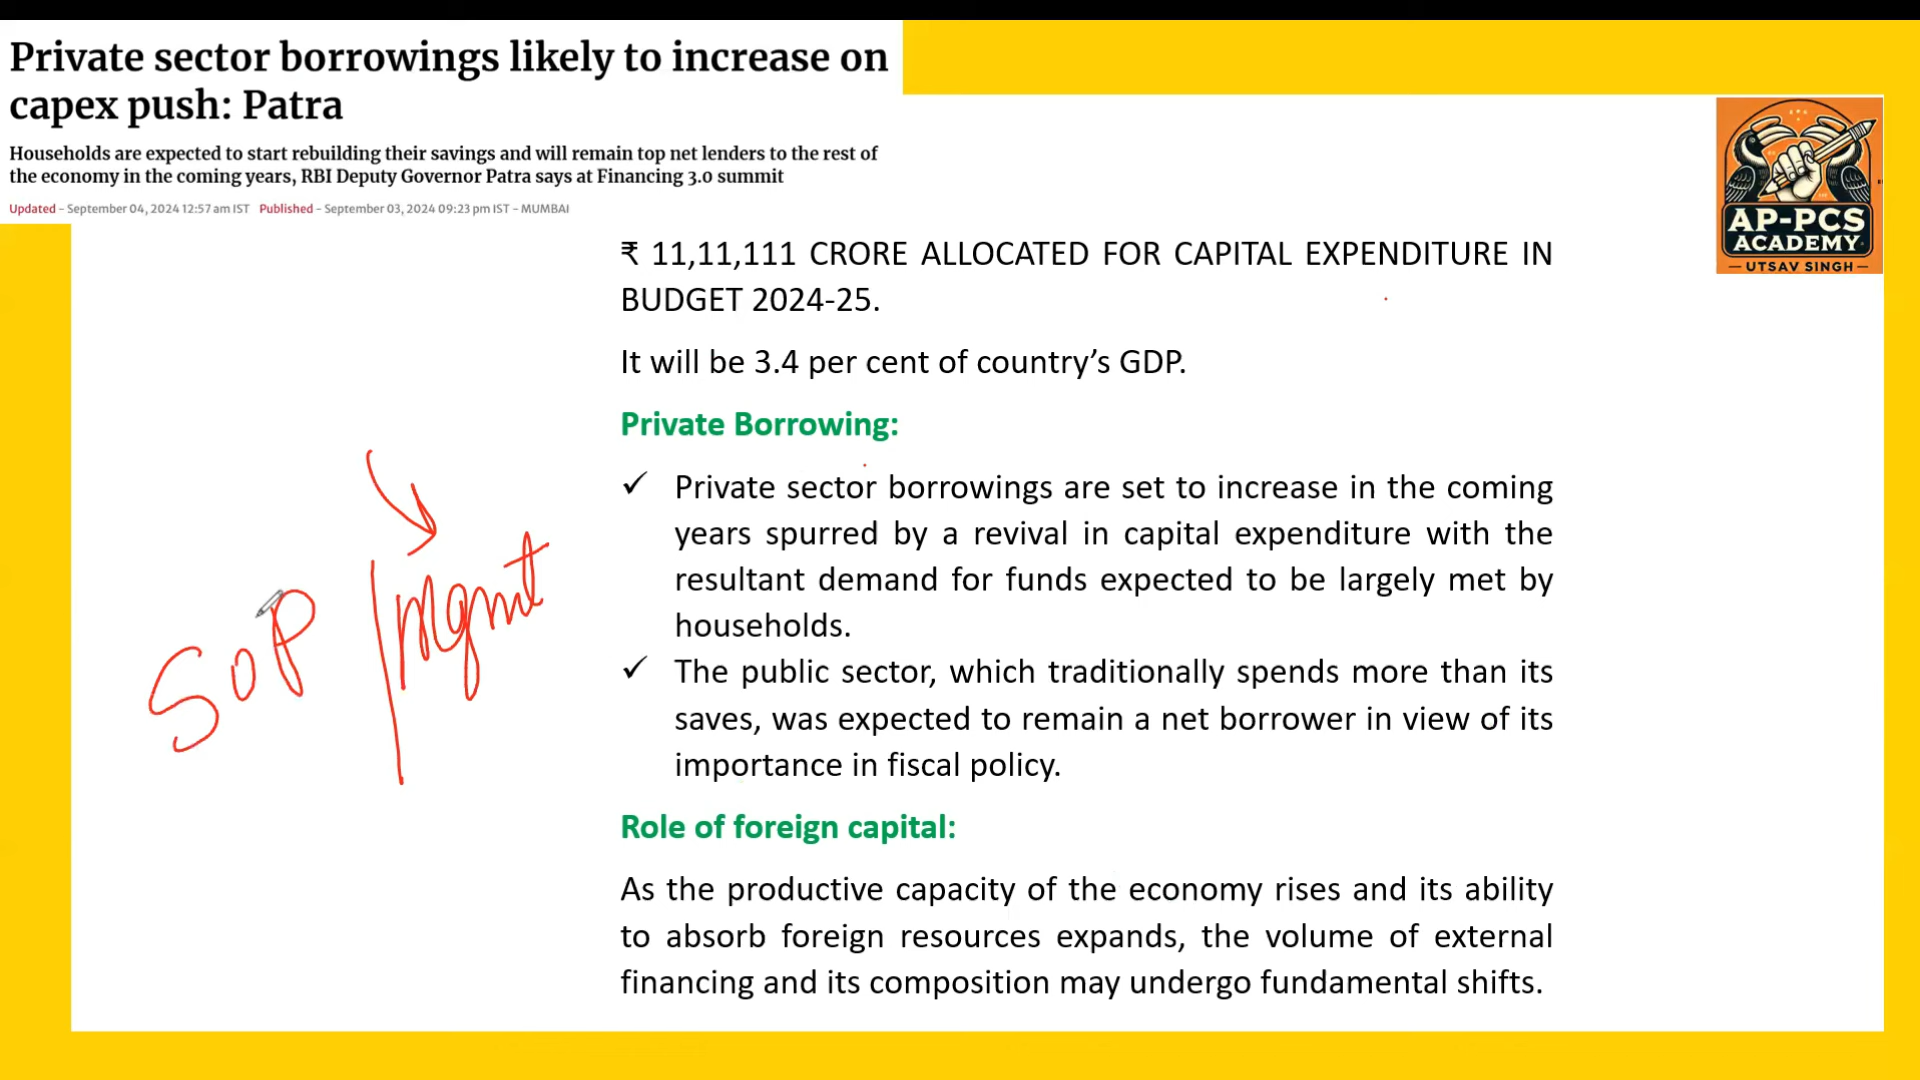 Private sector borrowings likely to increase on
capex push: Patra
Households are expected to start rebuilding their savings and will remain top net lenders to the rest of
the economy in the coming years, RBI Deputy Governor Patra says at Financing 3.0 summit
Updated - September 04, 2024 12:57 am IST Published - September 03, 2024 09:23 pm IST - MUMBAI
AP-PCS
ACADEMY
— UTSAV SINGH —
₹ 11,11,111 CRORE ALLOCATED FOR CAPITAL EXPENDITURE IN
BUDGET 2024-25.
It will be 3.4 per cent of country’s GDP.
Private Borrowing:
✓ Private sector borrowings are set to increase in the coming
years spurred by a revival in capital expenditure with the
resultant demand for funds expected to be largely met by
households.
✓ The public sector, which traditionally spends more than its
saves, was expected to remain a net borrower in view of its
importance in fiscal policy.
Role of foreign capital:
As the productive capacity of the economy rises and its ability
to absorb foreign resources expands, the volume of external
financing and its composition may undergo fundamental shifts.
SOP / Mgmt